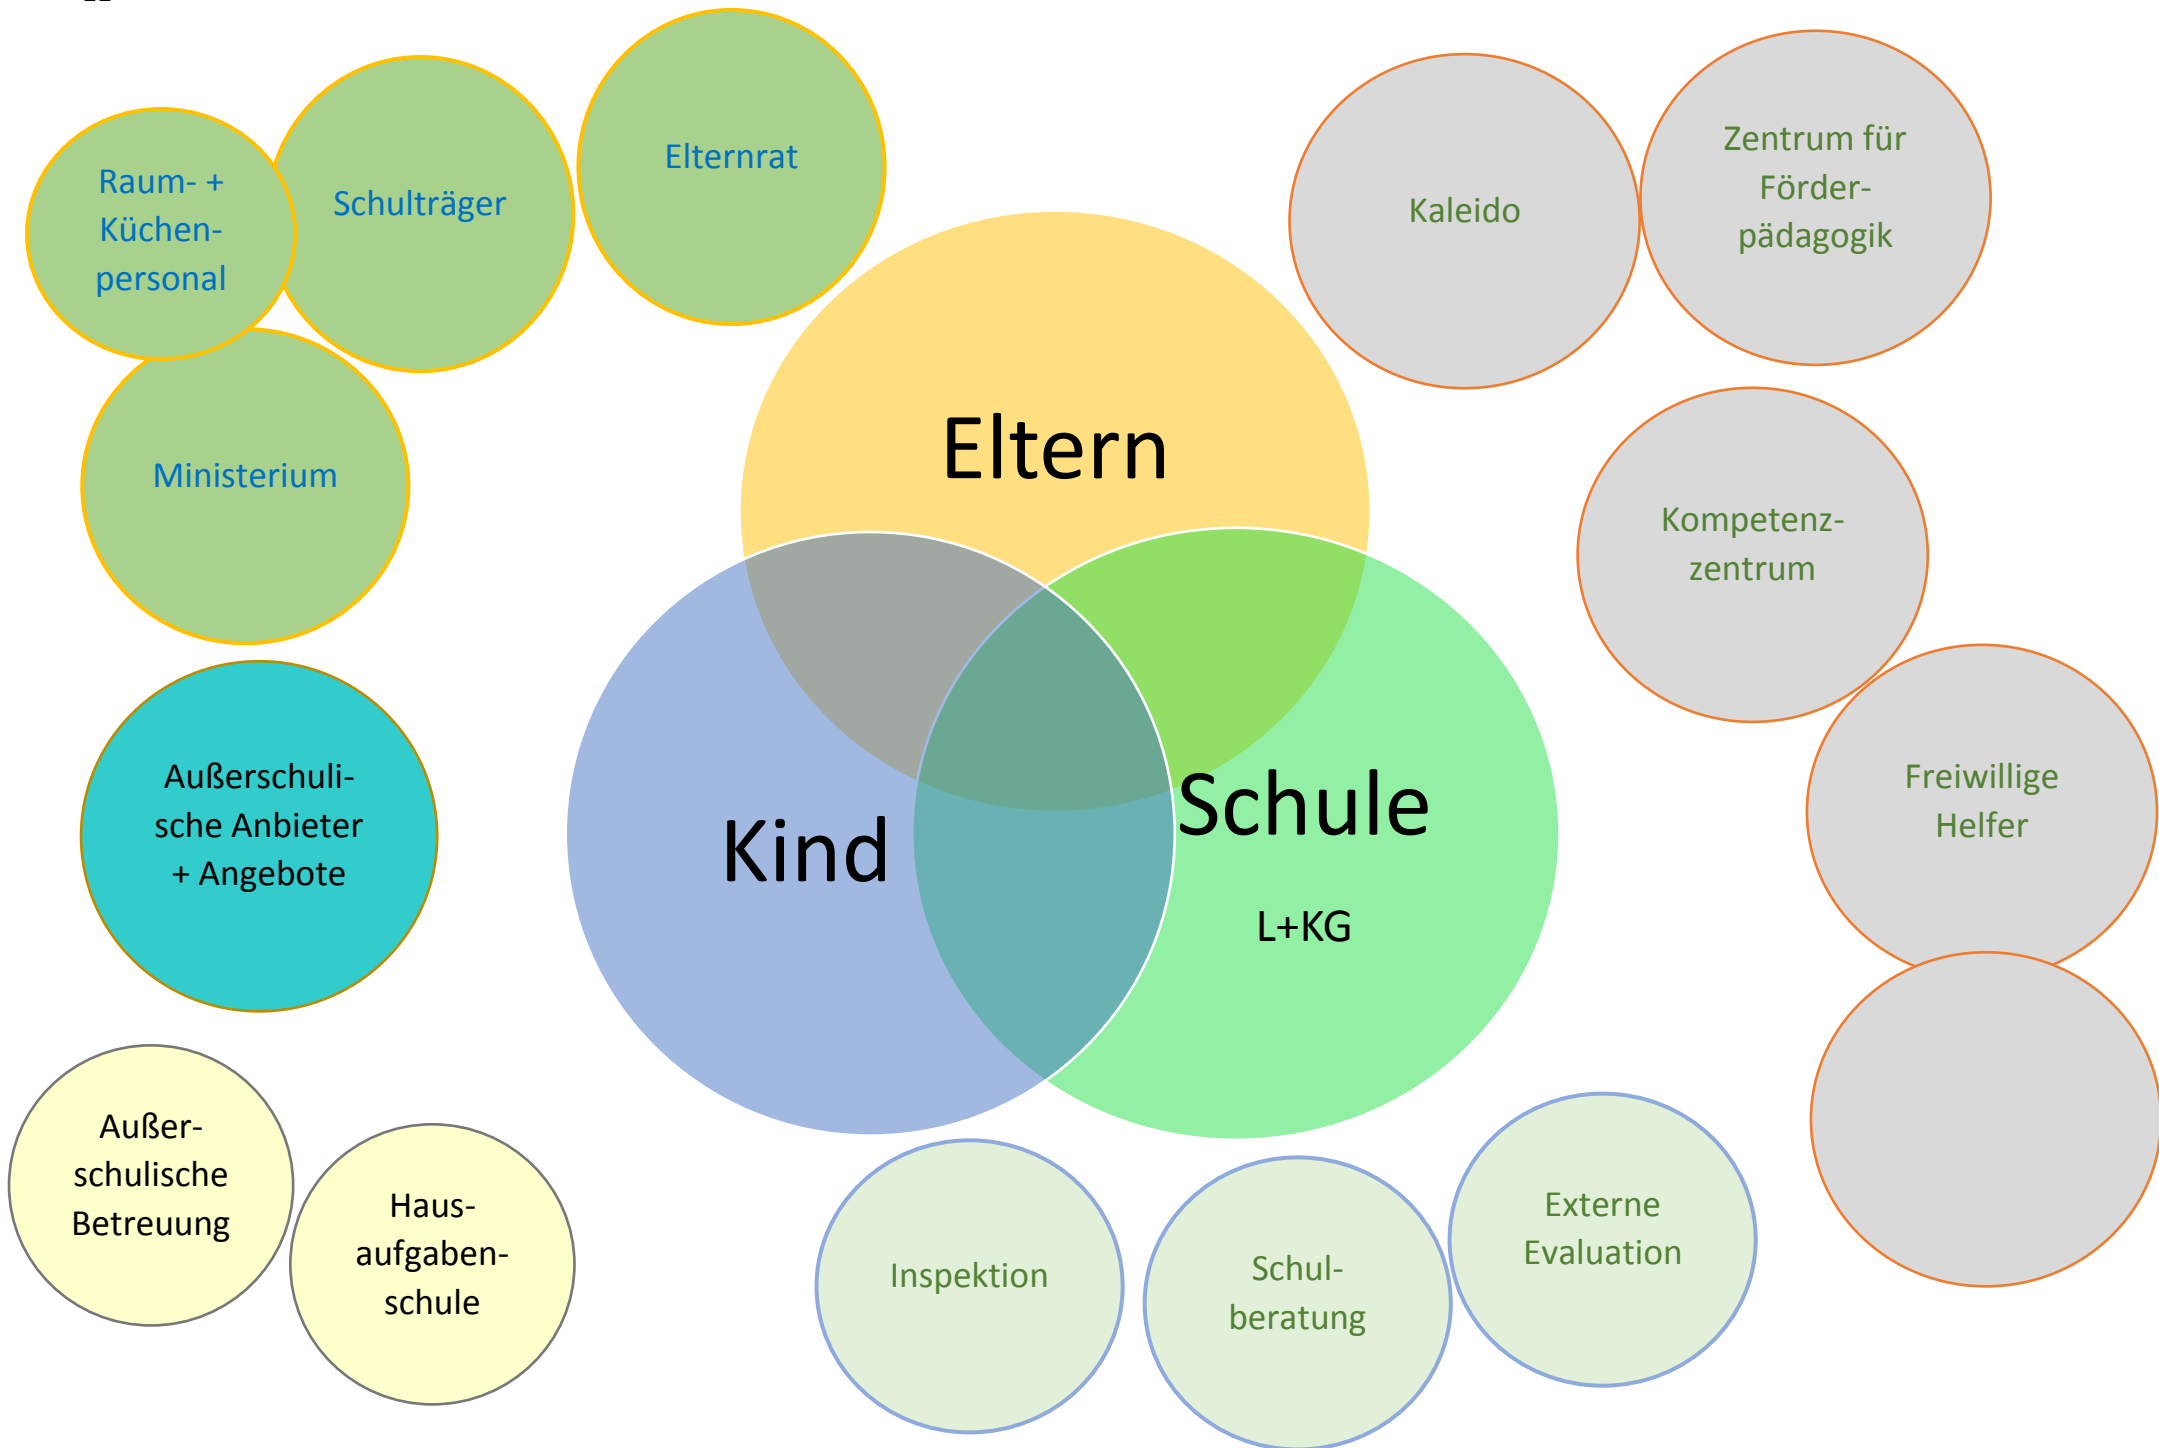 Elternrat
Schulträger
Raum- +
Küchen-
personal
Ministerium
Kaleido
Zentrum für
Förder-
pädagogik
Kompetenz-
zentrum
Freiwillige
Helfer
Eltern
Kind
Schule
L+KG
Außerschuli-
sche Anbieter
+ Angebote
Außer-
schulische
Betreuung
Haus-
aufgaben-
schule
Inspektion
Schul-
beratung
Externe
Evaluation